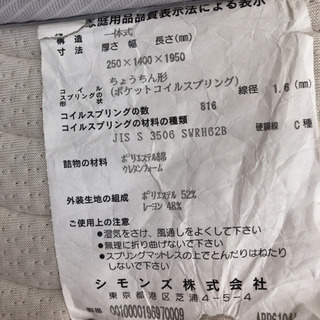 家庭用品品質表示法による表示
構造 一体式
寸法 厚さ 幅 長さ(mm)
250×1400×1950
コイルスプリングの形状 ちょうちん形(ポケットコイルスプリング) 線径 1.6(mm)
コイルスプリングの数 816
コイルスプリングの材料の種類
JIS S 3506 SWRH62B 硬鋼線 C種
詰物の材料 ポリエステル綿
ウレタンフォーム
外装生地の組成 ポリエステル 52%
レーヨン 48%
ご使用上の注意
●湿気をさけ、風通しをよくして下さい
●無理に折り曲げないで下さい
●スプリングマットレスの上でとんだりはねたりしないで下さい
シモンズ株式会社
東京都港区芝浦4-5-4